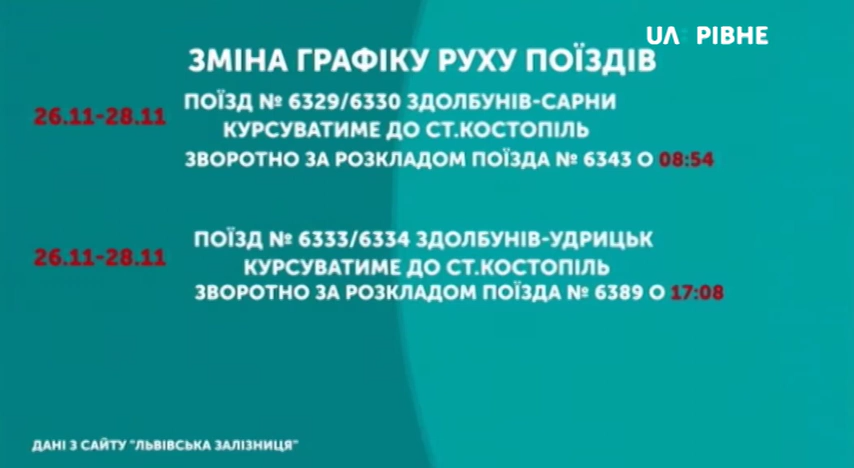 UA РІВНЕ
ЗМІНА ГРАФІКУ РУХУ ПОЇЗДІВ
26.11-28.11
ПОЇЗД № 6329/6330 ЗДОЛБУНІВ-САРНИ
КУРСУВАТИМЕ ДО СТ.КОСТОПІЛЬ
ЗВОРОТНО ЗА РОЗКЛАДОМ ПОЇЗДА № 6343 О 08:54
26.11-28.11
ПОЇЗД № 6333/6334 ЗДОЛБУНІВ-УДРИЦЬК
КУРСУВАТИМЕ ДО СТ.КОСТОПІЛЬ
ЗВОРОТНО ЗА РОЗКЛАДОМ ПОЇЗДА № 6389 О 17:08
ДАНІ З САЙТУ "ЛЬВІВСЬКА ЗАЛІЗНИЦЯ"